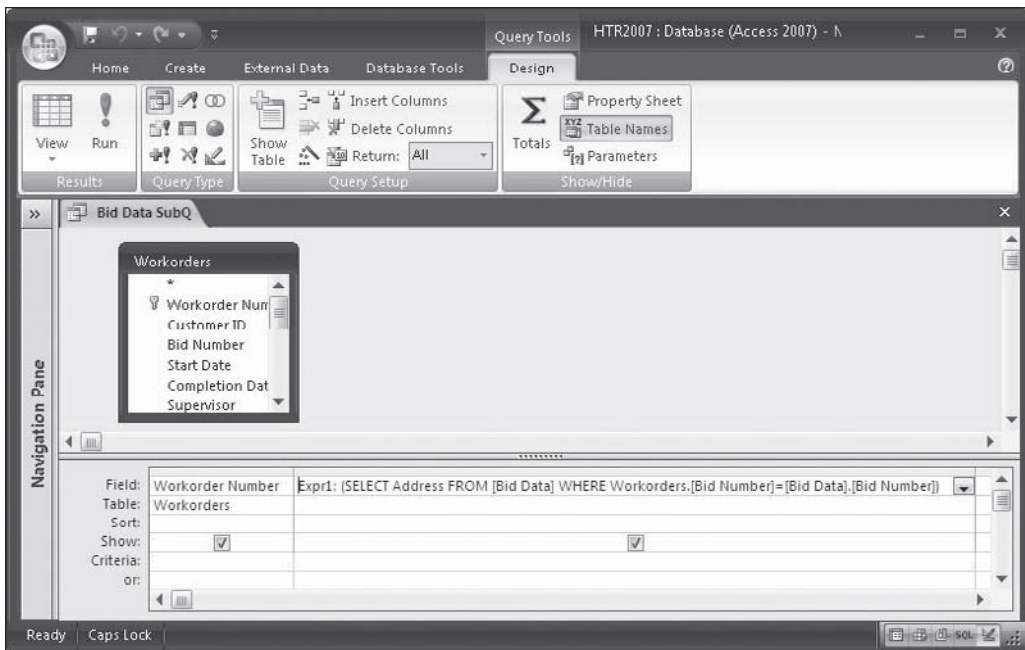 Query Tools
HTR2007 : Database (Access 2007) -
Home Create External Data Database Tools Design
View
Run
Results
Query Type
Show Table
Insert Columns
Delete Columns
Return: All
Query Setup
Σ
Totals
Property Sheet
XYZ Table Names
[?] Parameters
Show/Hide
»
Bid Data SubQ
Navigation Pane
Workorders
*
Workorder Num
Customer ID
Bid Number
Start Date
Completion Dat
Supervisor
Field: Workorder Number Expr1: (SELECT Address FROM [Bid Data] WHERE Workorders.[Bid Number]=[Bid Data].[Bid Number])
Table: Workorders
Sort:
Show:
Criteria:
or:
Ready Caps Lock
SQL